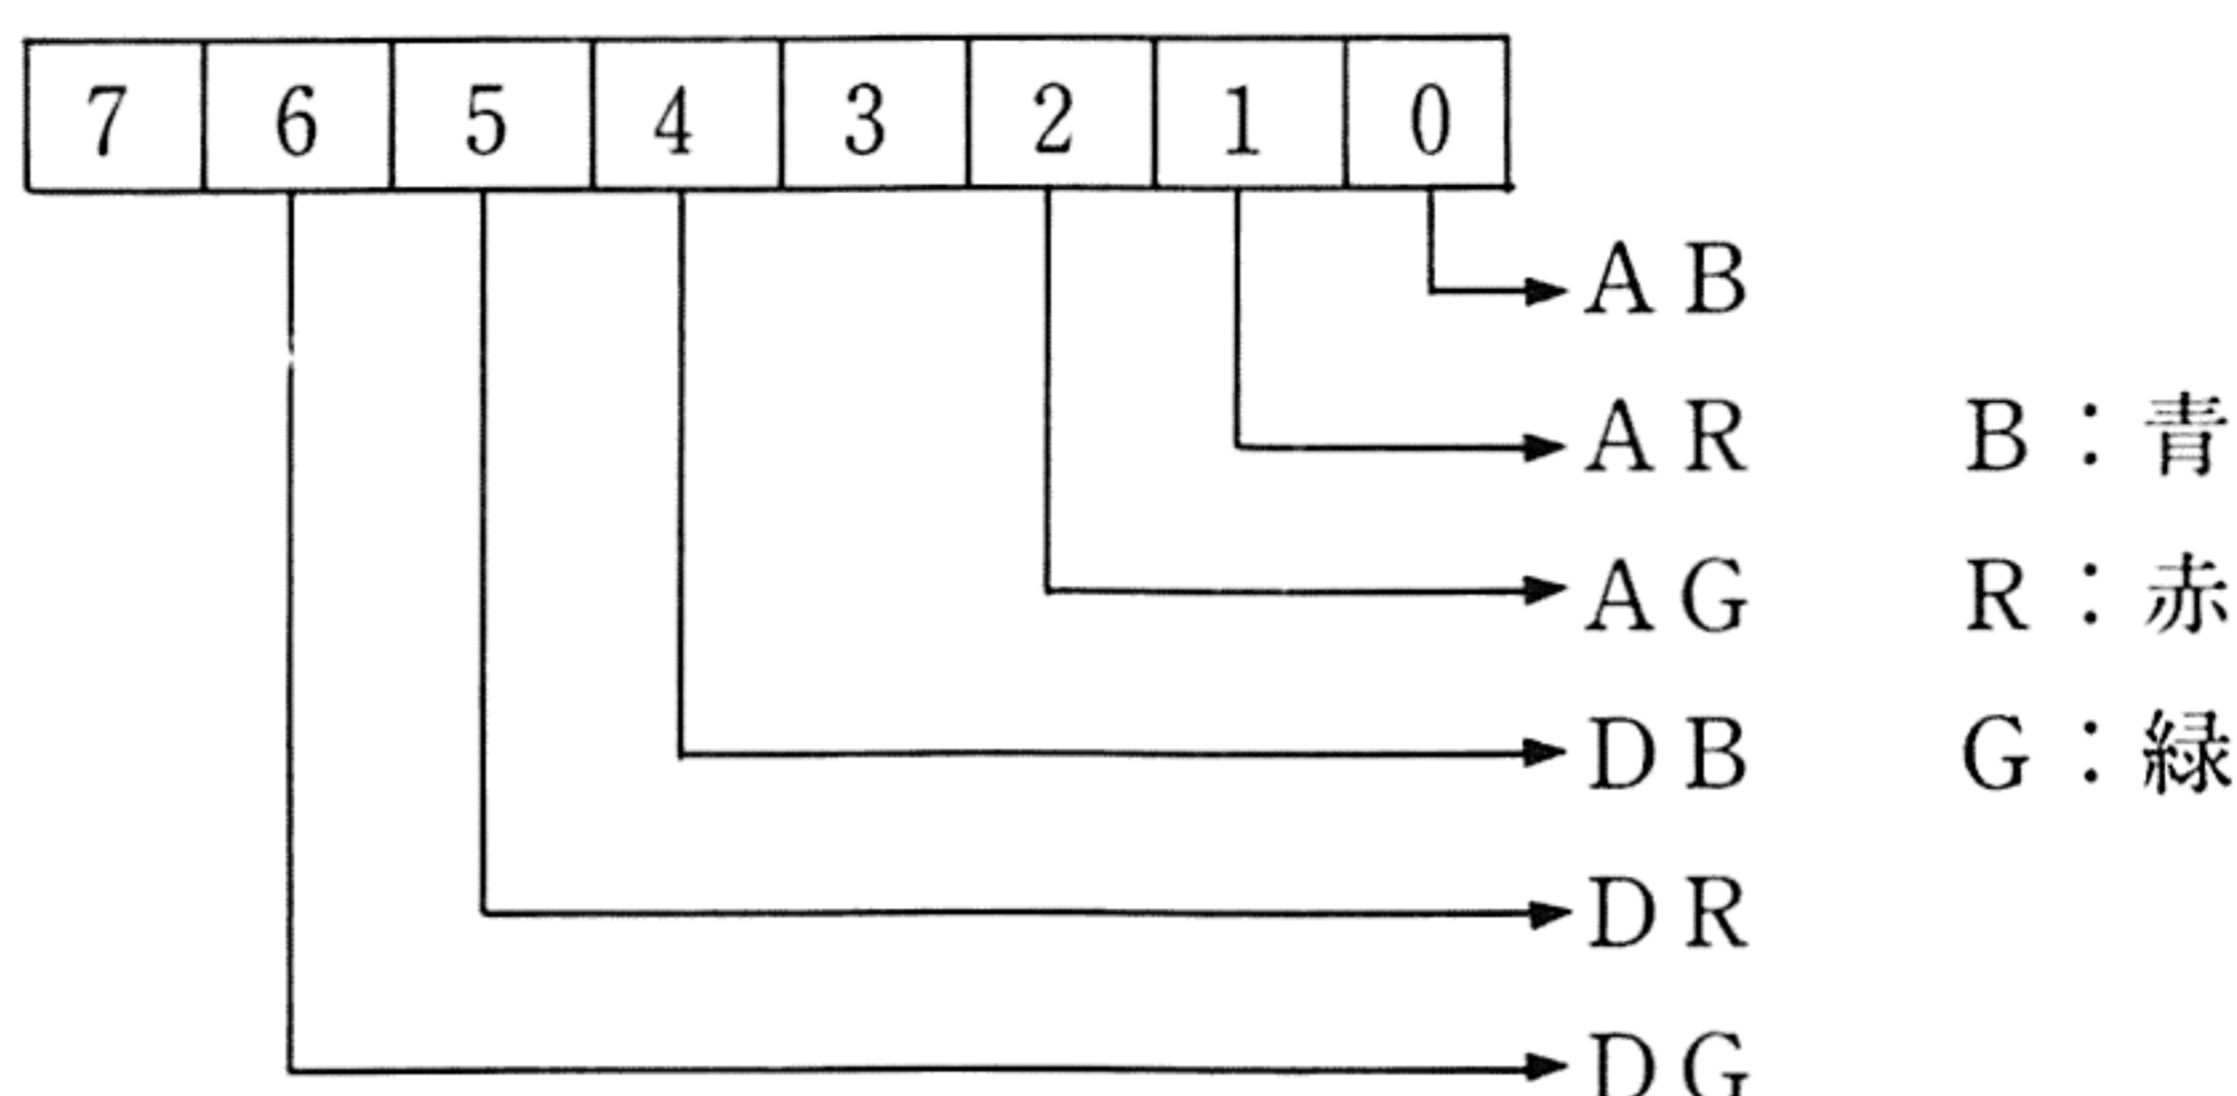 7 6 5 4 3 2 1 0
A B
A R B：青
A G R：赤
D B G：緑
D R
D G